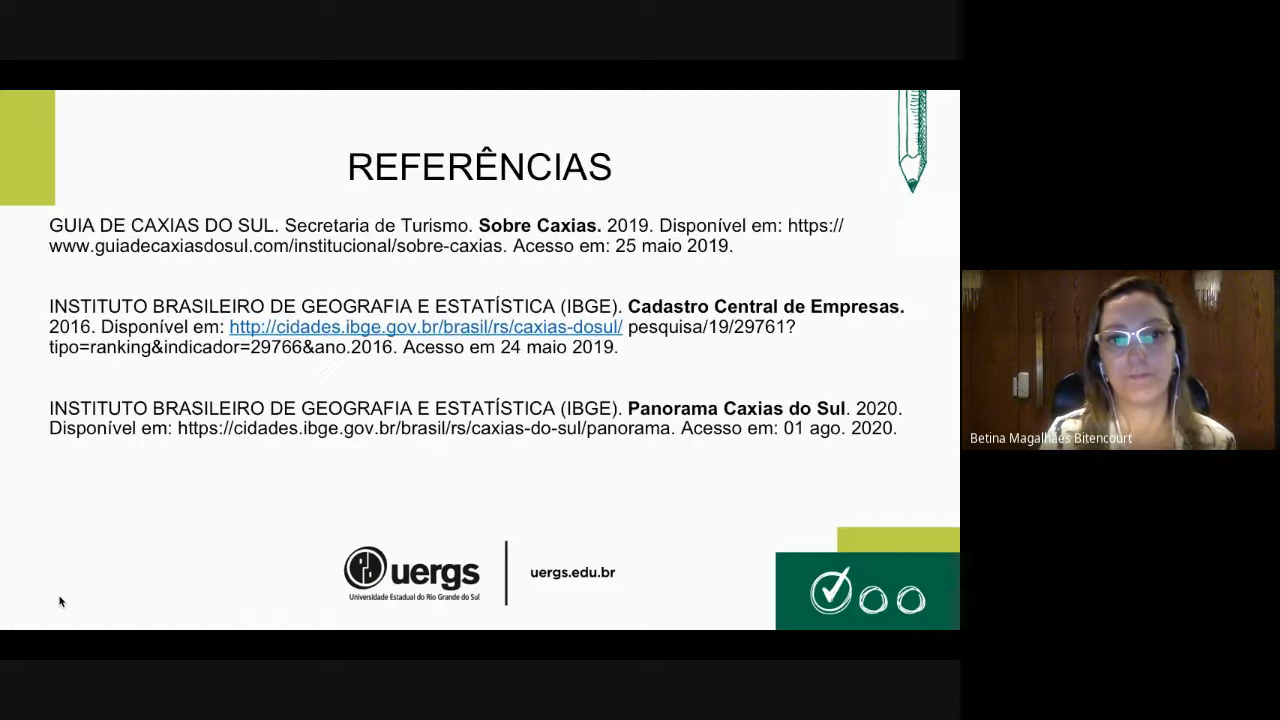 REFERÊNCIAS
GUIA DE CAXIAS DO SUL. Secretaria de Turismo. Sobre Caxias. 2019. Disponível em: https://
www.guiadecaxiasdosul.com/institucional/sobre-caxias. Acesso em: 25 maio 2019.
INSTITUTO BRASILEIRO DE GEOGRAFIA E ESTATÍSTICA (IBGE). Cadastro Central de Empresas.
2016. Disponível em: http://cidades.ibge.gov.br/brasil/rs/caxias-dosul/ pesquisa/19/29761?
tipo=ranking&indicador=29766&ano.2016. Acesso em 24 maio 2019.
INSTITUTO BRASILEIRO DE GEOGRAFIA E ESTATÍSTICA (IBGE). Panorama Caxias do Sul. 2020.
Disponível em: https://cidades.ibge.gov.br/brasil/rs/caxias-do-sul/panorama. Acesso em: 01 ago. 2020.
uergs
Universidade Estadual do Rio Grande do Sul
uergs.edu.br
Betina Magalhães Bitencourt